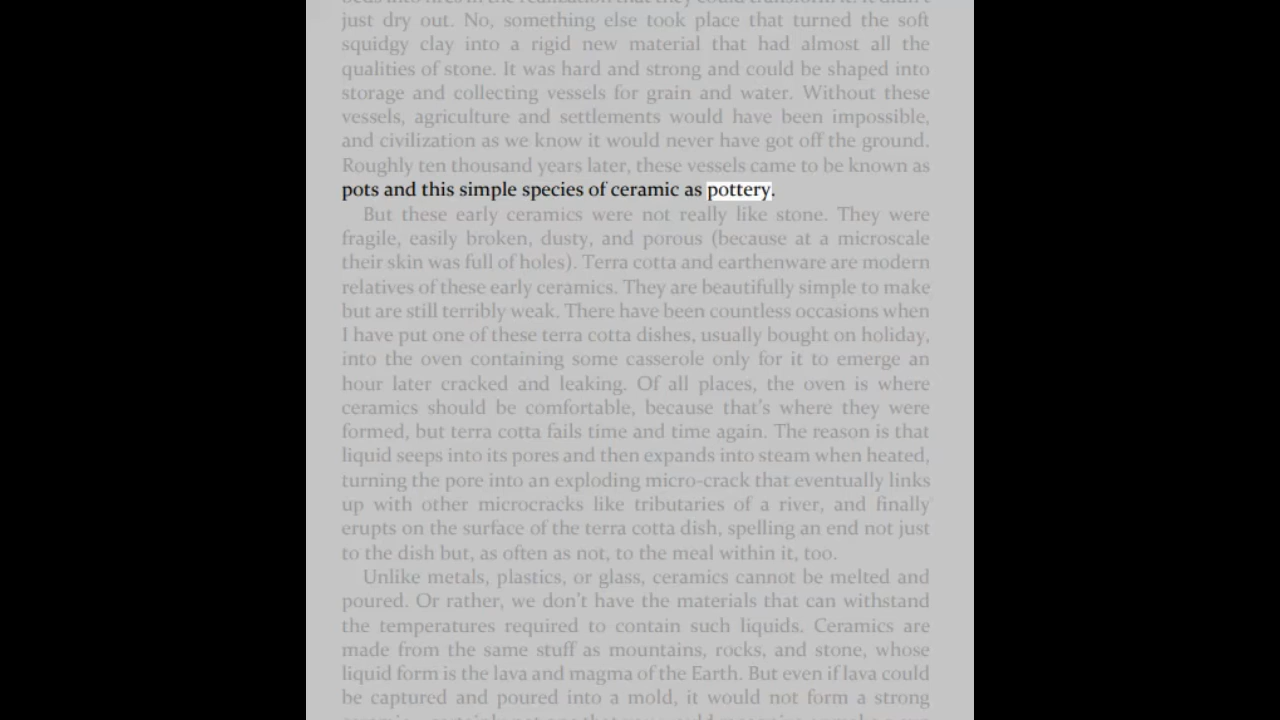 just dry out. No, something else took place that turned the soft
squidgy clay into a rigid new material that had almost all the
qualities of stone. It was hard and strong and could be shaped into
storage and collecting vessels for grain and water. Without these
vessels, agriculture and settlements would have been impossible,
and civilization as we know it would never have got off the ground.
Roughly ten thousand years later, these vessels came to be known as
pots and this simple species of ceramic as pottery.
But these early ceramics were not really like stone. They were
fragile, easily broken, dusty, and porous (because at a microscale
their skin was full of holes). Terra cotta and earthenware are modern
relatives of these early ceramics. They are beautifully simple to make
but are still terribly weak. There have been countless occasions when
I have put one of these terra cotta dishes, usually bought on holiday,
into the oven containing some casserole only for it to emerge an
hour later cracked and leaking. Of all places, the oven is where
ceramics should be comfortable, because that's where they were
formed, but terra cotta fails time and time again. The reason is that
liquid seeps into its pores and then expands into steam when heated,
turning the pore into an exploding micro-crack that eventually links
up with other microcracks like tributaries of a river, and finally
erupts on the surface of the terra cotta dish, spelling an end not just
to the dish but, as often as not, to the meal within it, too.
Unlike metals, plastics, or glass, ceramics cannot be melted and
poured. Or rather, we don't have the materials that can withstand
the temperatures required to contain such liquids. Ceramics are
made from the same stuff as mountains, rocks, and stone, whose
liquid form is the lava and magma of the Earth. But even if lava could
be captured and poured into a mold, it would not form a strong